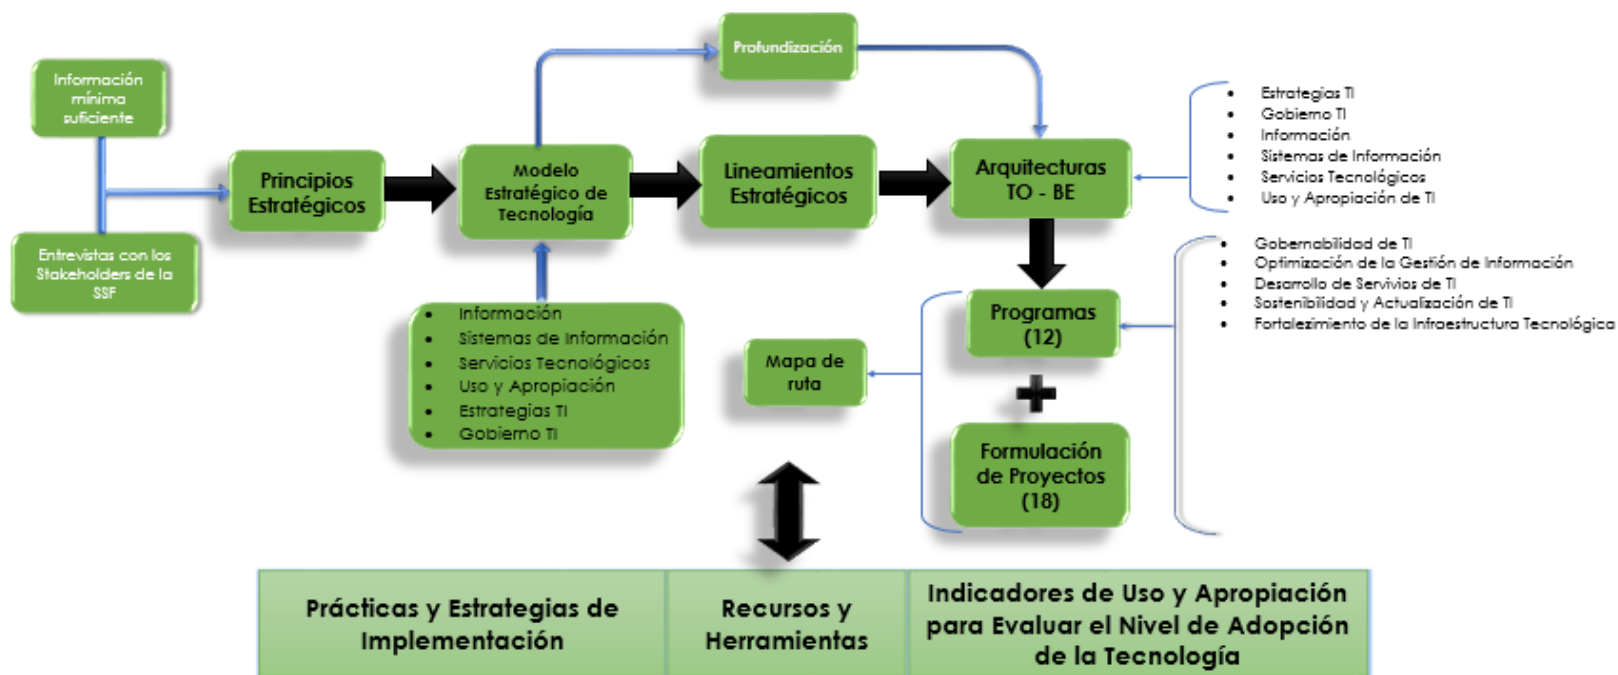 Profundización
Información
mínima
suficiente
Entrevistas con los
Stakeholders de la
SSF
Principios
Estratégicos
Modelo
Estratégico de
Tecnología
Lineamientos
Estratégicos
Arquitecturas
TO - BE
• Estrategias TI
• Gobierno TI
• Información
• Sistemas de Información
• Servicios Tecnológicos
• Uso y Apropiación de TI
• Información
• Sistemas de Información
• Servicios Tecnológicos
• Uso y Apropiación
• Estrategias TI
• Gobierno TI
Mapa de
ruta
Programas
(12)
Formulación
de Proyectos
(18)
• Gobernabilidad de TI
• Optimización de la Gestión de Información
• Desarrollo de Servivios de TI
• Sostenibilidad y Actualización de TI
• Fortalezimiento de la Infraestructura Tecnológica
Prácticas y Estrategias de
Implementación
Recursos y
Herramientas
Indicadores de Uso y Apropiación
para Evaluar el Nivel de Adopción
de la Tecnología